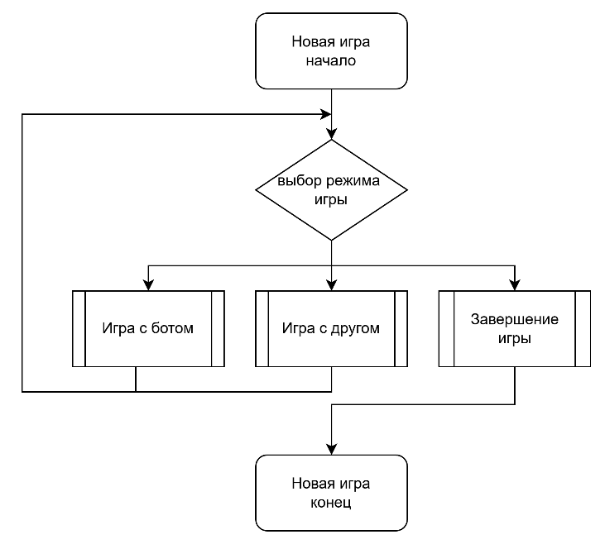 Новая игра
начало
выбор режима
игры
Игра с ботом
Игра с другом
Завершение
игры
Новая игра
конец